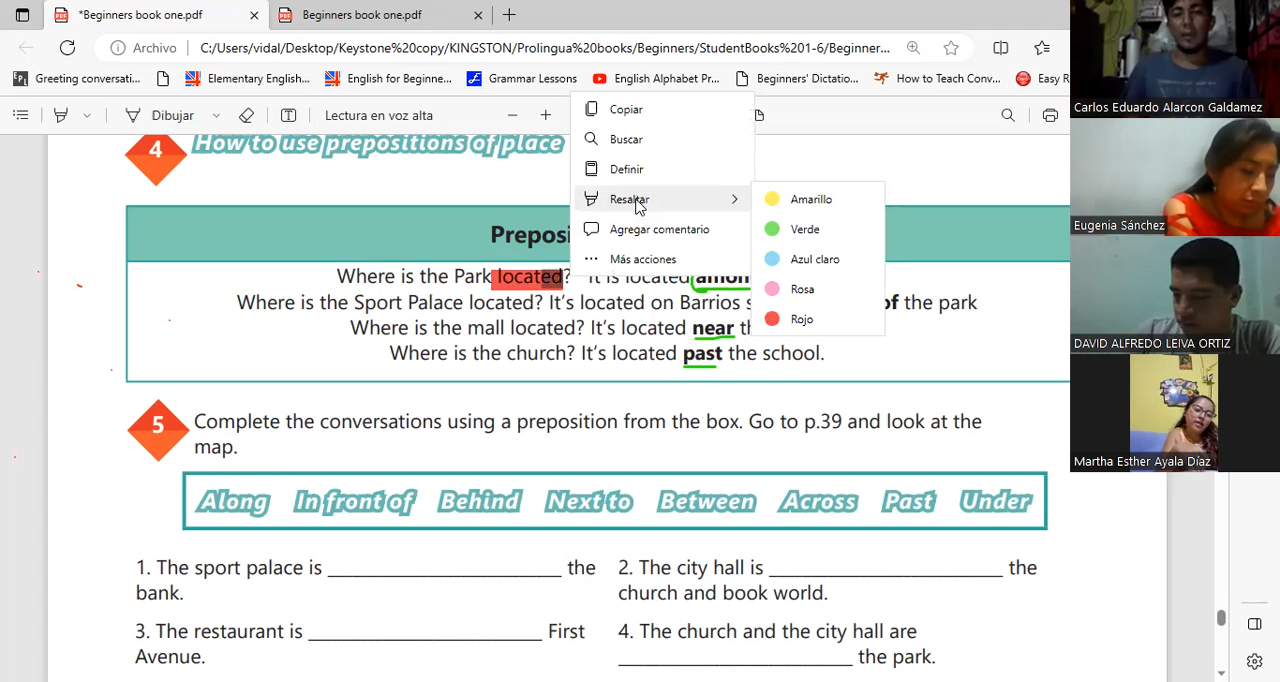 *Beginners book one.pdf
Beginners book one.pdf
Archivo
C:/Users/vidal/Desktop/Keystone%20copy/KINGSTON/Prolingua%20books/Beginners/StudentBooks%201-6/Beginner...
Greeting conversati...
Elementary English...
English for Beginne...
Grammar Lessons
English Alphabet Pr...
Beginners' Dictatio...
How to Teach Conv...
Easy R
Dibujar
Lectura en voz alta
Copiar
Buscar
Definir
Resaltar
Agregar comentario
Más acciones
Amarillo
Verde
Azul claro
Rosa
Rojo
4
How to use prepositions of place
Preposi
Where is the Park located? It is located amon
Where is the Sport Palace located? It's located on Barrios s of the park
Where is the mall located? It's located near th
Where is the church? It's located past the school.
5
Complete the conversations using a preposition from the box. Go to p.39 and look at the
map.
Along In front of Behind Next to Between Across Past Under
1. The sport palace is ______________________ the
bank.
2. The city hall is ______________________ the
church and book world.
3. The restaurant is ______________________ First
Avenue.
4. The church and the city hall are
______________________ the park.
Carlos Eduardo Alarcon Galdamez
Eugenia Sánchez
DAVID ALFREDO LEIVA ORTIZ
Martha Esther Ayala Díaz